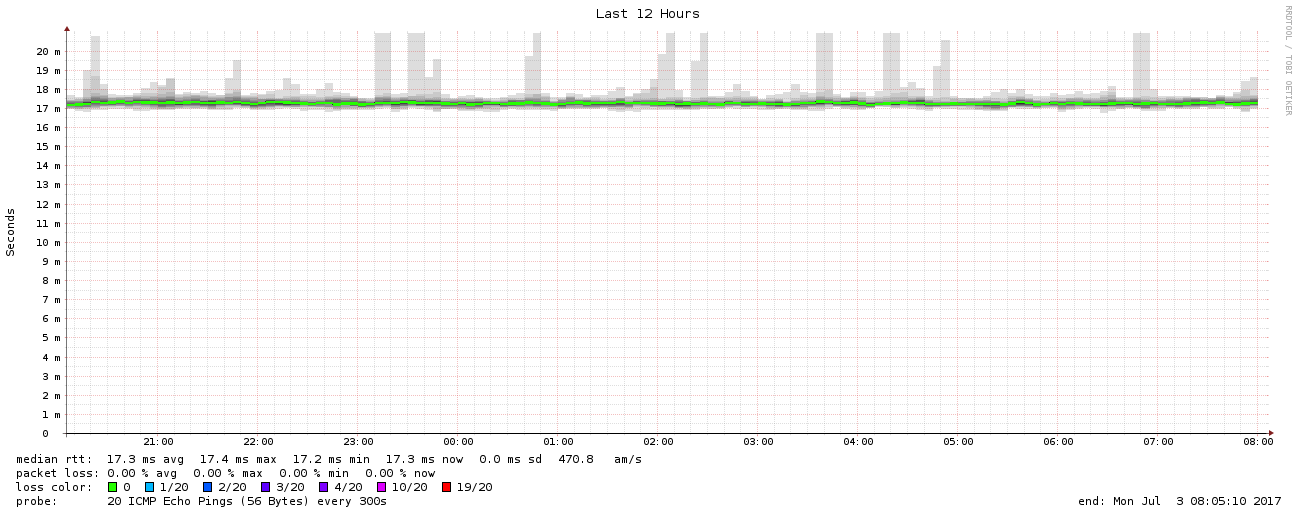 Last 12 Hours
RRDTOOL / TOBI OETIKER
Seconds
20 m
19 m
18 m
17 m
16 m
15 m
14 m
13 m
12 m
11 m
10 m
9 m
8 m
7 m
6 m
5 m
4 m
3 m
2 m
1 m
0
21:00 22:00 23:00 00:00 01:00 02:00 03:00 04:00 05:00 06:00 07:00 08:00
median rtt: 17.3 ms avg 17.4 ms max 17.2 ms min 17.3 ms now 0.0 ms sd 470.8 am/s
packet loss: 0.00 % avg 0.00 % max 0.00 % min 0.00 % now
loss color: 0 1/20 2/20 3/20 4/20 10/20 19/20
probe: 20 ICMP Echo Pings (56 Bytes) every 300s end: Mon Jul 3 08:05:10 2017